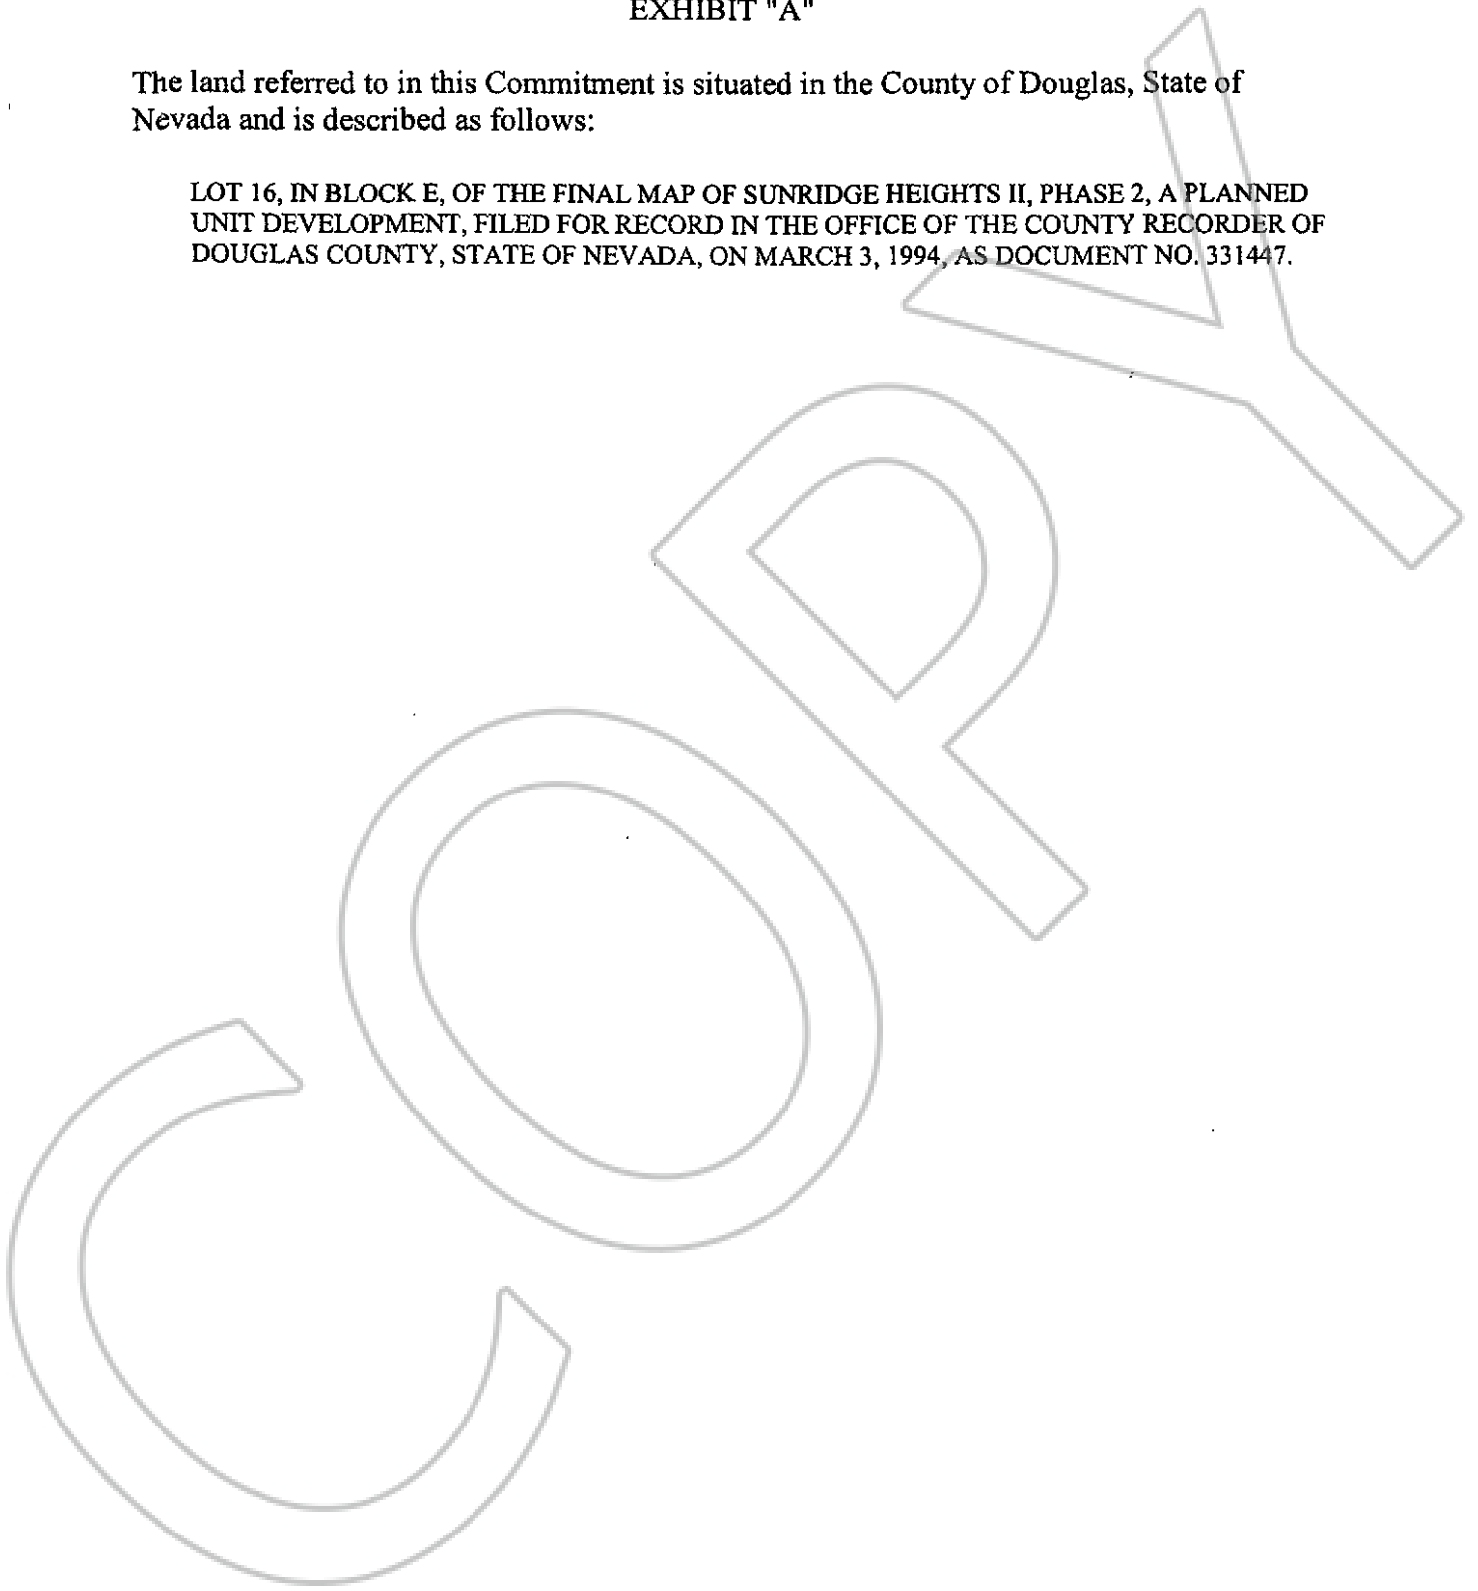 EXHIBIT "A"
The land referred to in this Commitment is situated in the County of Douglas, State of
Nevada and is described as follows:
LOT 16, IN BLOCK E, OF THE FINAL MAP OF SUNRIDGE HEIGHTS II, PHASE 2, A PLANNED
UNIT DEVELOPMENT, FILED FOR RECORD IN THE OFFICE OF THE COUNTY RECORDER OF
DOUGLAS COUNTY, STATE OF NEVADA, ON MARCH 3, 1994, AS DOCUMENT NO. 331447.
COPY